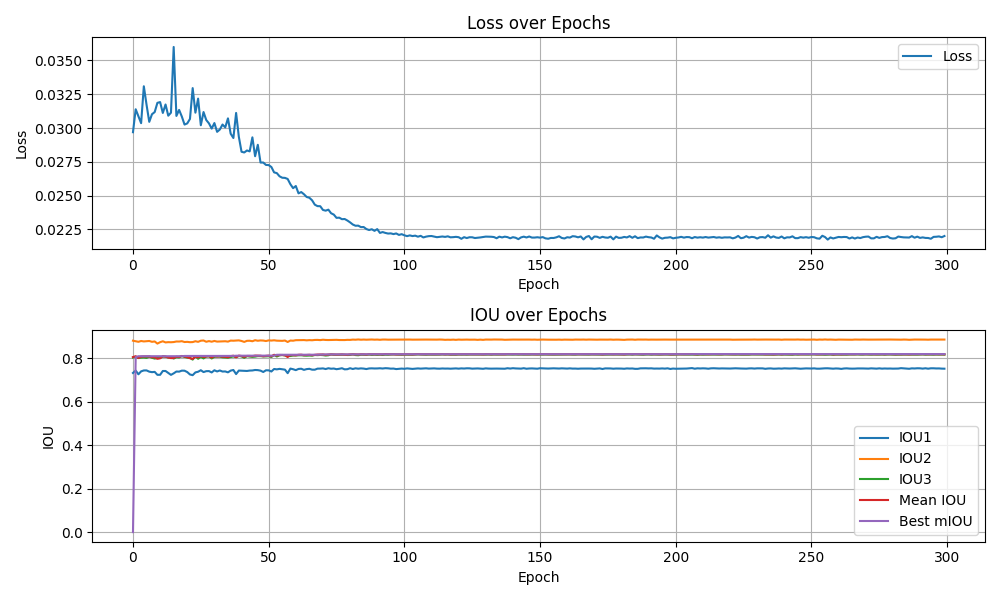 Loss over Epochs
0.0350
0.0325
0.0300
0.0275
0.0250
0.0225
Loss
Loss
0 50 100 150 200 250 300
Epoch
IOU over Epochs
0.8
0.6
0.4
0.2
0.0
IOU
IOU1
IOU2
IOU3
Mean IOU
Best mIOU
0 50 100 150 200 250 300
Epoch